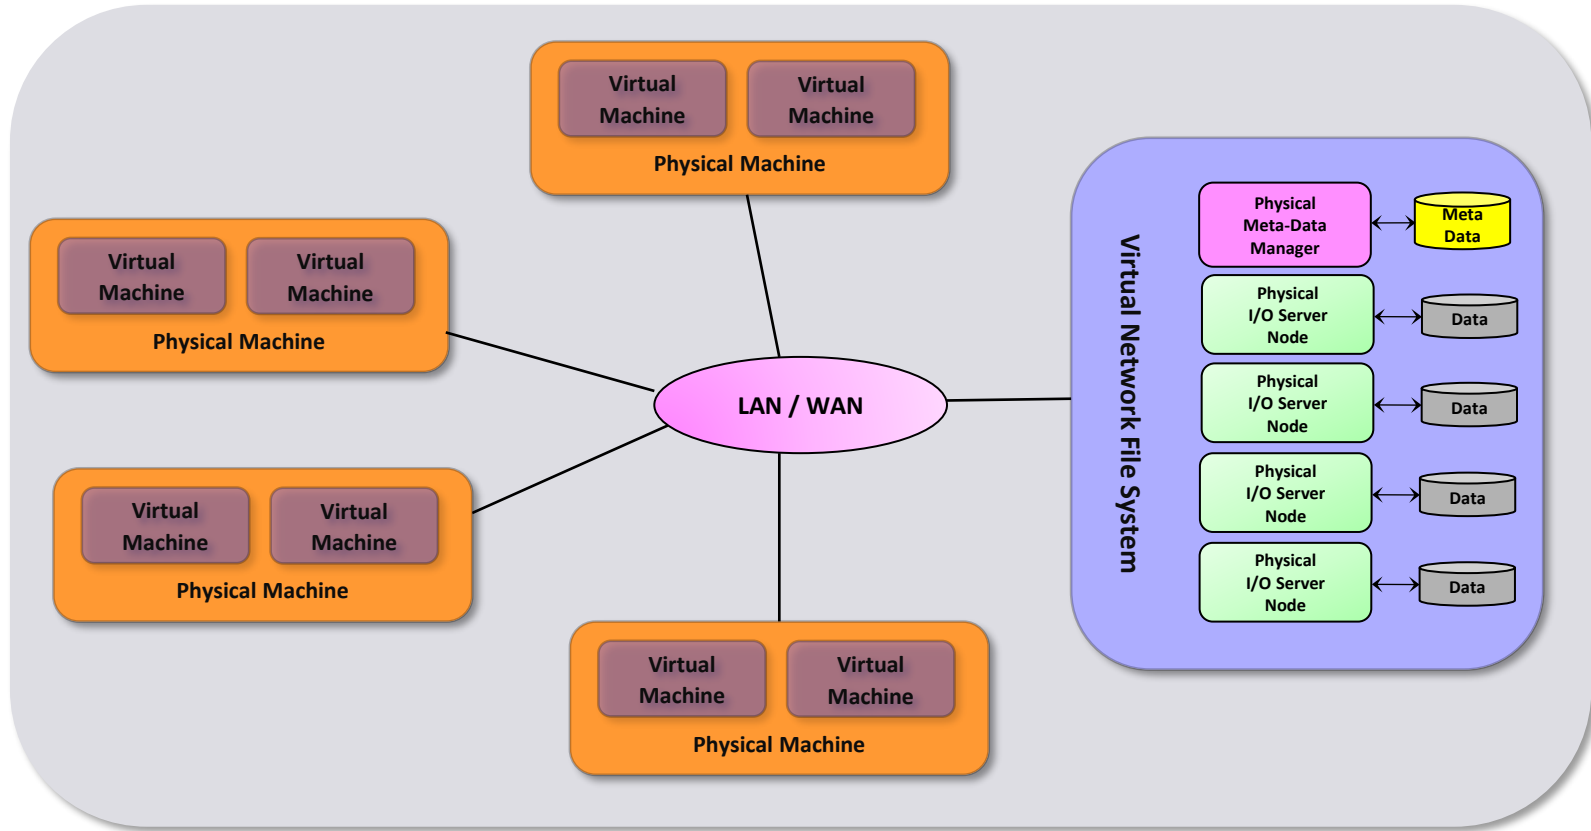 Virtual
Machine
Virtual
Machine
Physical Machine
Virtual
Machine
Virtual
Machine
Physical Machine
LAN / WAN
Virtual
Machine
Virtual
Machine
Physical Machine
Virtual
Machine
Virtual
Machine
Physical Machine
Virtual Network File System
Physical
Meta-Data
Manager
Meta
Data
Physical
I/O Server
Node
Data
Physical
I/O Server
Node
Data
Physical
I/O Server
Node
Data
Physical
I/O Server
Node
Data